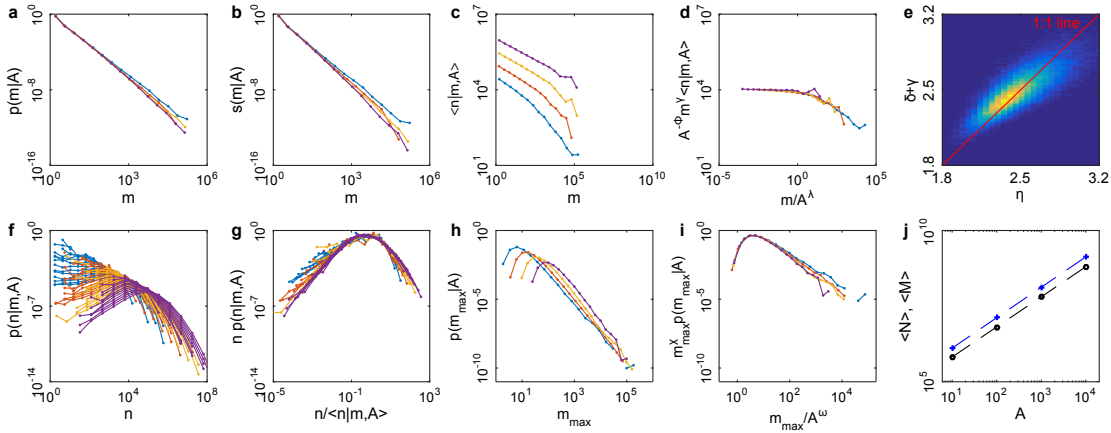 a
10^0
10^-8
10^-16
p(m|A)
10^0
10^6
m
b
10^0
10^-8
10^-16
s(m|A)
10^0
10^6
m
c
10^7
10^4
10^1
<n|m,A>
10^0
10^5
10^10
m
d
10^7
10^4
10^1
A^-Φ m^γ <n|m,A>
10^-5
10^0
10^5
m/A^λ
e
3.2
2.5
1.8
δ+γ
1:1 line
1.8
2.5
3.2
η
f
10^0
10^-7
10^-14
p(n|m,A)
10^0
10^4
10^8
n
g
10^0
10^-7
10^-14
n p(n|m,A)
10^-5
10^-1
10^3
n/<n|m,A>
h
10^0
10^-5
10^-10
p(m_max|A)
10^1
10^3
10^5
m_max
i
10^0
10^-5
10^-10
m_max^χ p(m_max|A)
10^0
10^2
10^4
m_max/A^ω
j
10^10
10^5
<N>, <M>
10^1
10^2
10^3
10^4
A